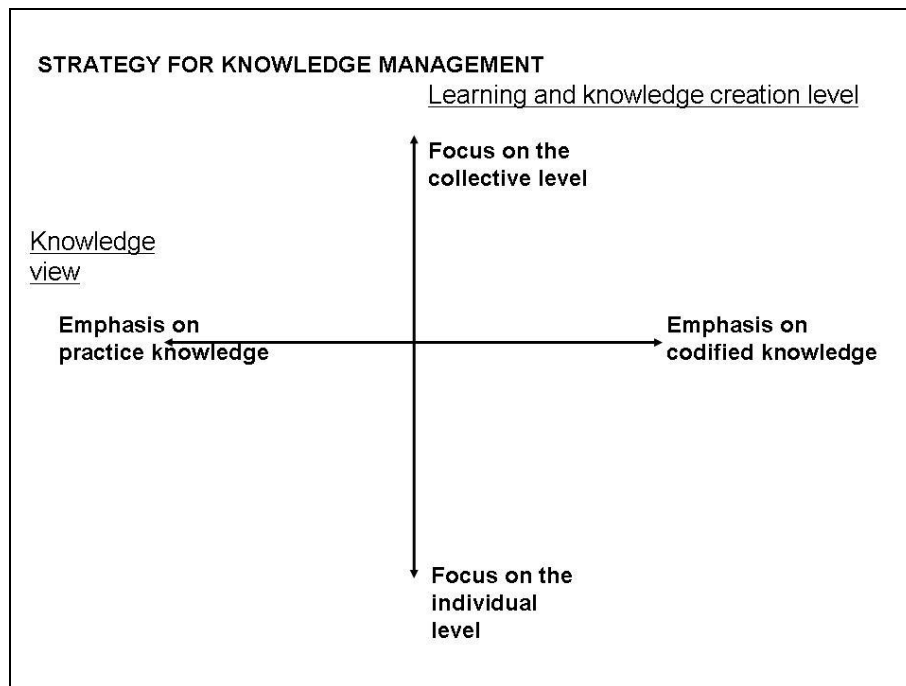 STRATEGY FOR KNOWLEDGE MANAGEMENT
Learning and knowledge creation level
Focus on the
collective level
Knowledge
view
Emphasis on
practice knowledge
Emphasis on
codified knowledge
Focus on the
individual
level